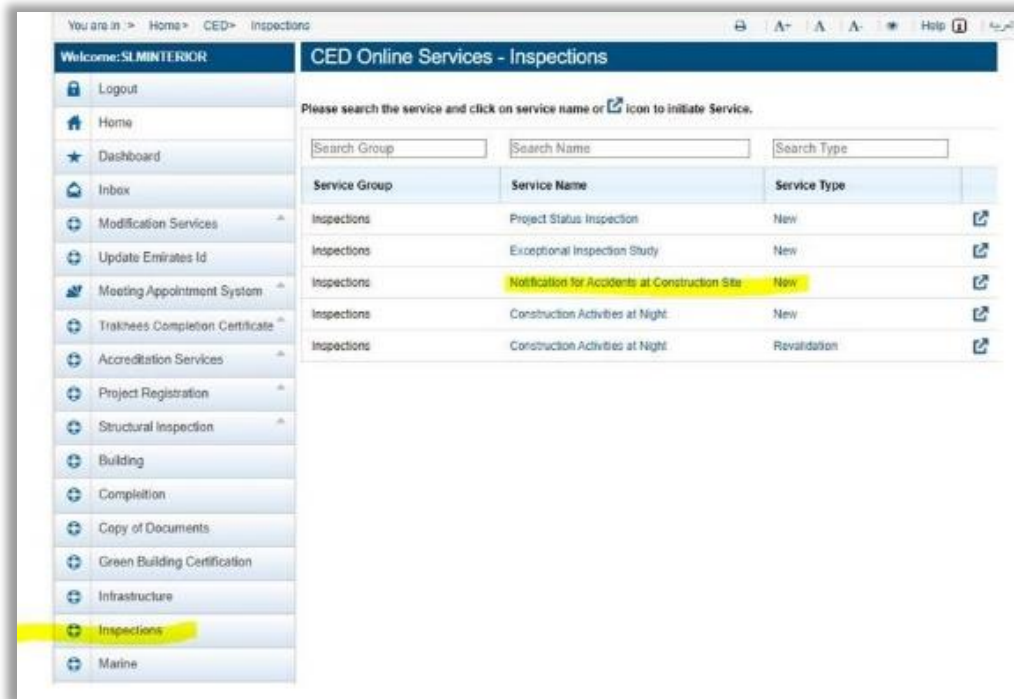 You are in :> Home> CED> Inspections A+ A A- Help العربية
Welcome:SLMINTERIOR
Logout
Home
Dashboard
Inbox
Modification Services
Update Emirates Id
Meeting Appointment System
Trakhees Completion Certificate
Accreditation Services
Project Registration
Structural Inspection
Building
Completion
Copy of Documents
Green Building Certification
Infrastructure
Inspections
Marine
CED Online Services - Inspections
Please search the service and click on service name or icon to initiate Service.
Search Group Search Name Search Type
Service Group Service Name Service Type
Inspections Project Status Inspection New
Inspections Exceptional Inspection Study New
Inspections Notification for Accidents at Construction Site New
Inspections Construction Activities at Night New
Inspections Construction Activities at Night Revalidation